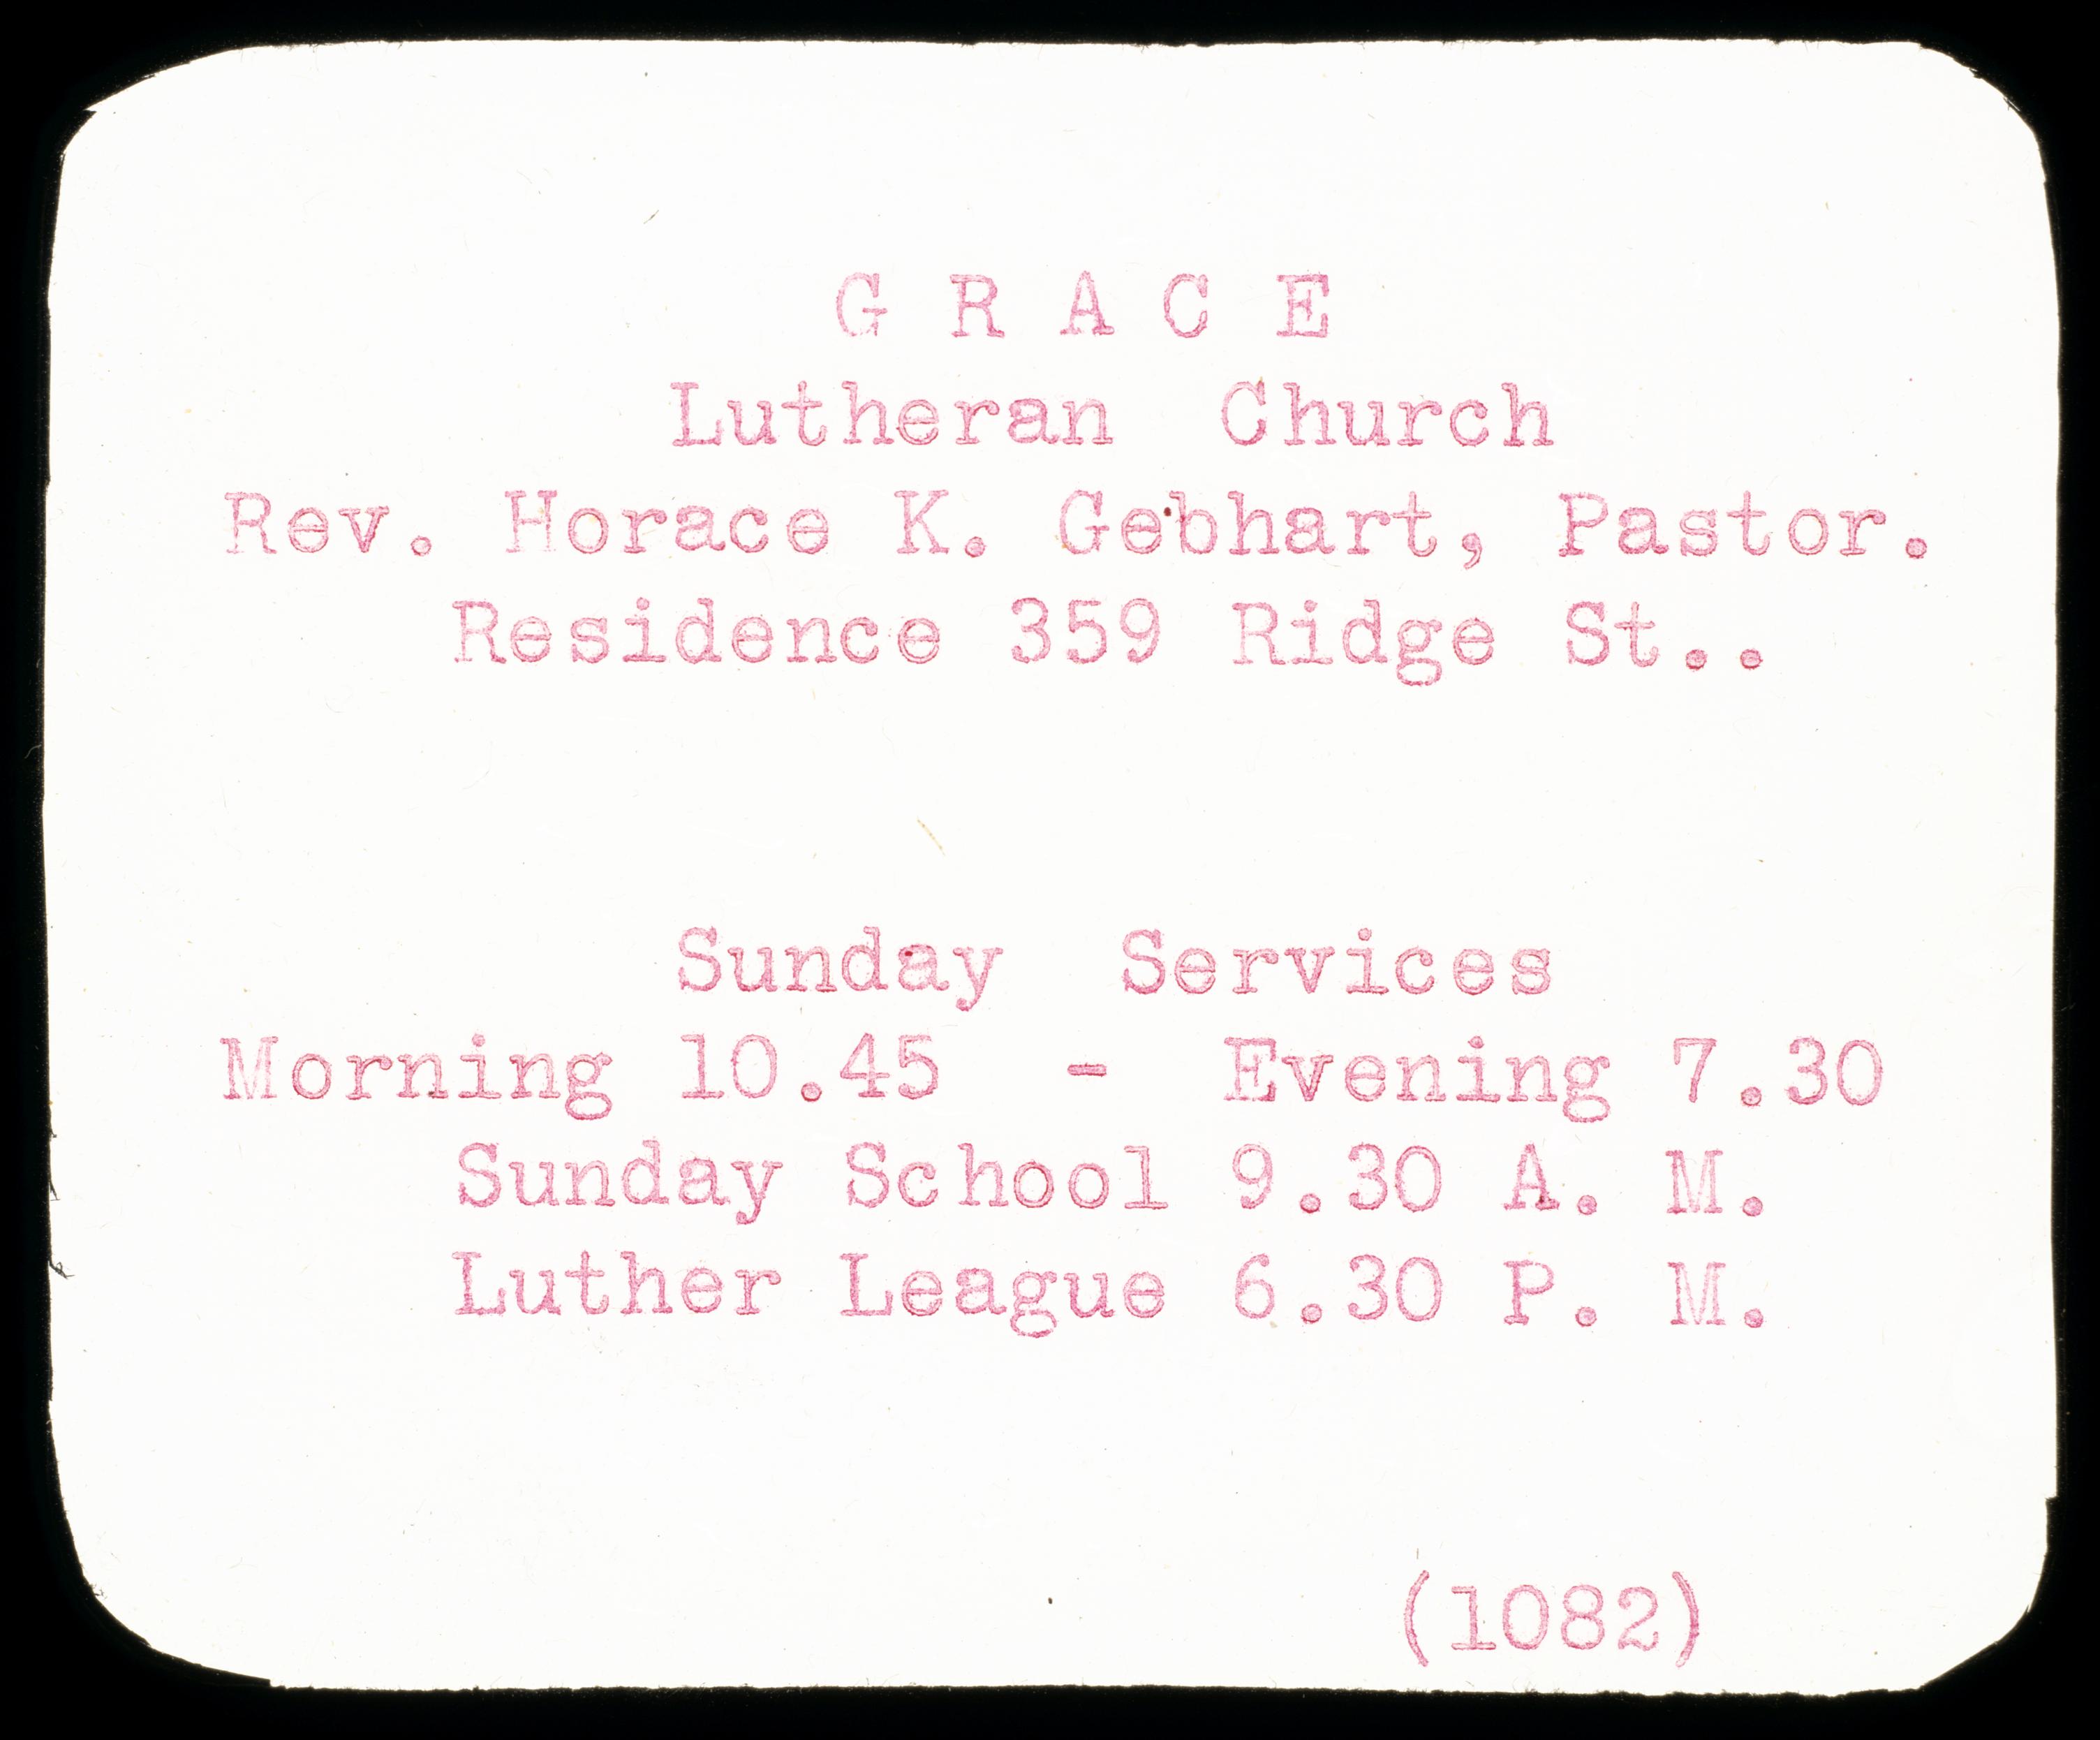 G R A C E
Lutheran  Church
Rev. Horace K. Gebhart, Pastor.
Residence 359 Ridge St..
Sunday  Services
Morning 10.45  -  Evening 7.30
Sunday School 9.30 A. M.
Luther League 6.30 P. M.
(1082)